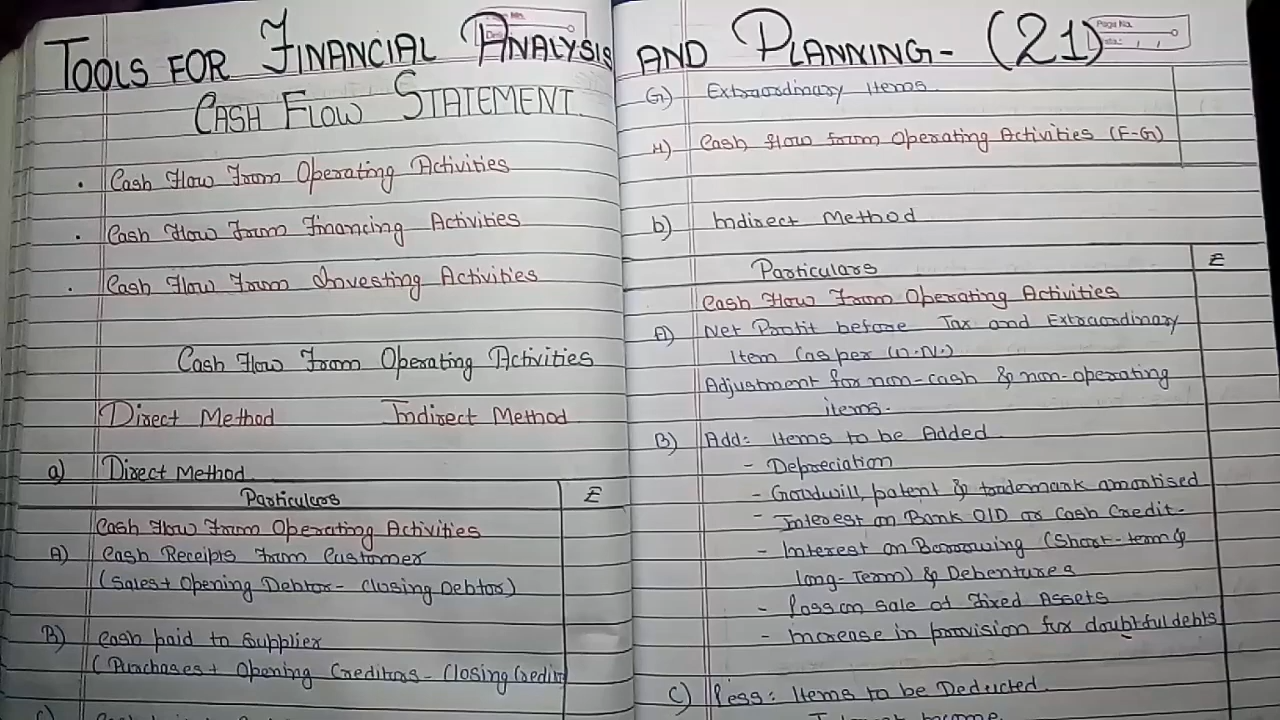 TOOLS FOR FINANCIAL ANALYSIS AND PLANNING- (21)
CASH FLOW STATEMENT.
. Cash Flow From Operating Activities
. Cash Flow From Financing Activities
. Cash Flow From Investing Activities
Cash Flow From Operating Activities
Direct Method Indirect Method
a) Direct Method.
Particulars ₹
Cash Flow From Operating Activities
A) Cash Receipts From Customer
(Sales+ Opening Debtor- Closing Debtor)
B) Cash paid to Supplier
(Purchases+ Opening Creditors- Closing Credit
C)
Page No.
G) Extraordinary Items.
H) Cash flow from Operating Activities (F-G)
b) Indirect Method
Particulars ₹
Cash Flow From Operating Activities
A) Net Profit before Tax and Extraordinary
Item (as per
Adjustment for non-cash & non-operating
items.
B) Add: Items to be Added.
- Depreciation
- Goodwill, patent & trademark amortised
- Interest on Bank O/D or Cash Credit.
- Interest on Borrowing (Short-term &
long-Term) & Debentures
- Loss on Sale of Fixed Assets
- Increase in provision for doubtful debts
C) Less: Items to be Deducted.
Income.